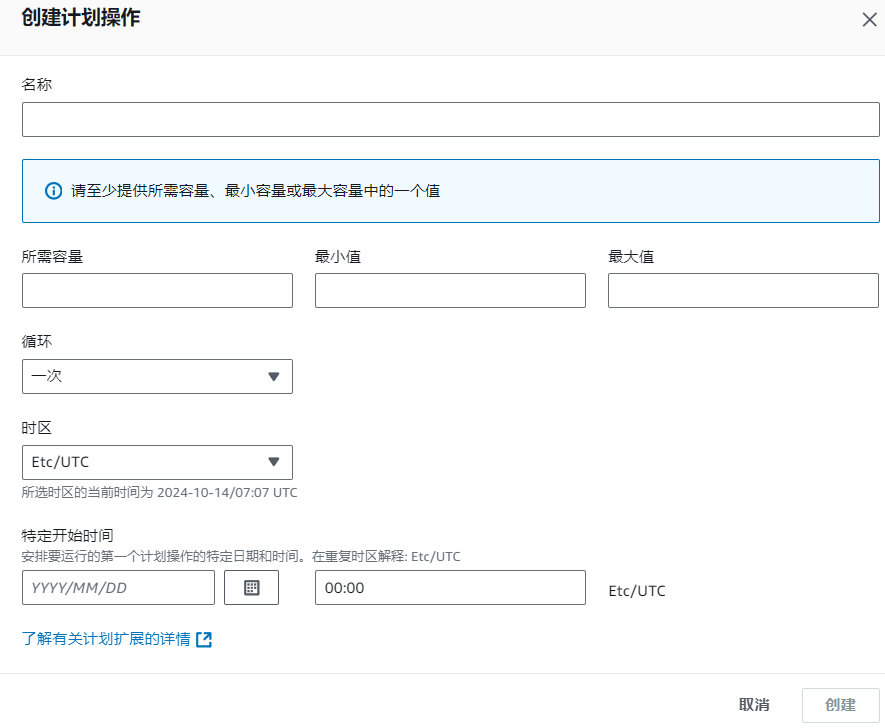 创建计划操作
名称
请至少提供所需容量、最小容量或最大容量中的一个值
所需容量 最小值 最大值
循环
一次
时区
Etc/UTC
所选时区的当前时间为 2024-10-14/07:07 UTC
特定开始时间
安排要运行的第一个计划操作的特定日期和时间。在重复时区解释: Etc/UTC
YYYY/MM/DD 00:00 Etc/UTC
了解有关计划扩展的详情
取消 创建